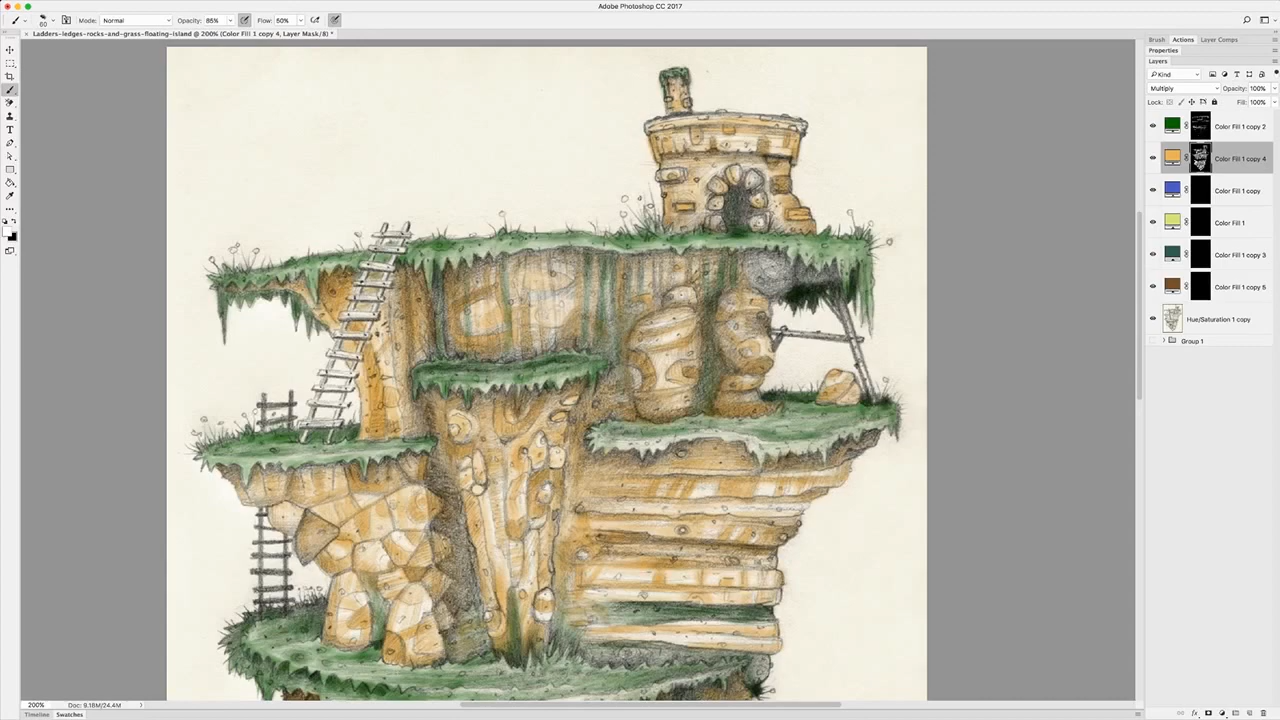 Adobe Photoshop CC 2017
60
Mode: Normal
Opacity: 85%
Flow: 50%
× Ladders-ledges-rocks-and-grass-floating-island @ 200% (Color Fill 1 copy 4, Layer Mask/8) *
Brush Actions Layer Comps
Properties
Layers
Kind
Multiply Opacity: 100%
Lock: Fill: 100%
Color Fill 1 copy 2
Color Fill 1 copy 4
Color Fill 1 copy
Color Fill 1
Color Fill 1 copy 3
Color Fill 1 copy 5
Hue/Saturation 1 copy
Group 1
200% Doc: 9.18M/24.4M
Timeline Swatches